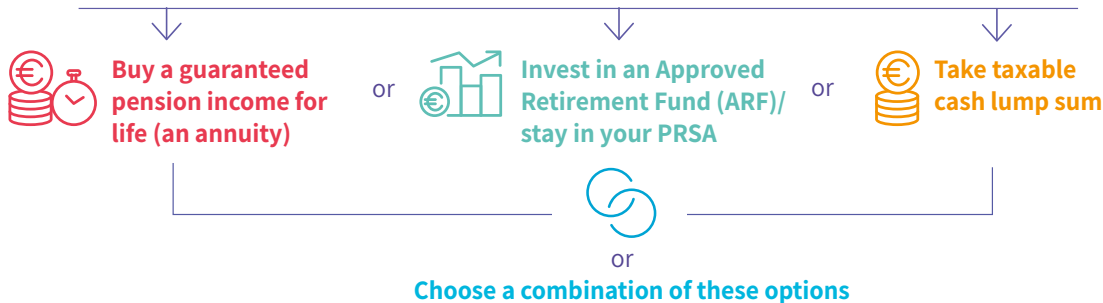 Buy a guaranteed
pension income for
life (an annuity)
or
Invest in an Approved
Retirement Fund (ARF)/
stay in your PRSA
or
Take taxable
cash lump sum
or
Choose a combination of these options